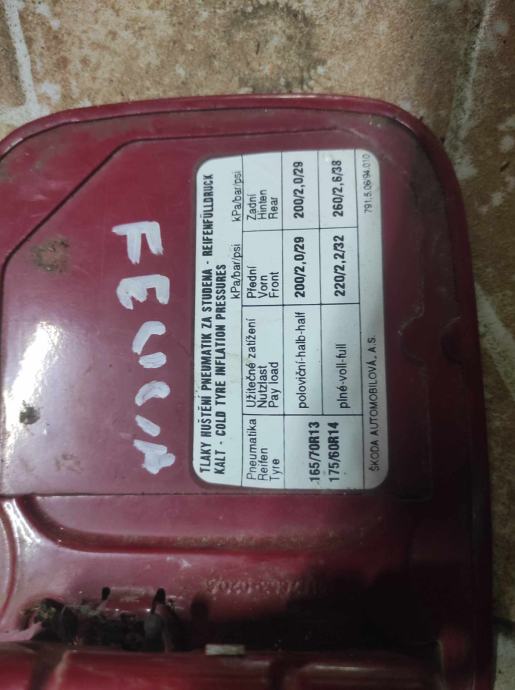 FELICIA
TLAKY HUŠTĚNÍ PNEUMATIK ZA STUDENA - REIFENFÜLLDRUCK
KALT - COLD TYRE INFLATION PRESSURES
kPa/bar/psi kPa/bar/psi
Pneumatika Užitečné zatížení Přední Zadní
Reifen Nutzlast Vorn Hinten
Tyre Pay load Front Rear
165/70R13 poloviční-halb-half 200/2,0/29 200/2,0/29
175/60R14 plné-voll-full 220/2,2/32 260/2,6/38
ŠKODA AUTOMOBILOVÁ, A.S. 791.5.06/94.010